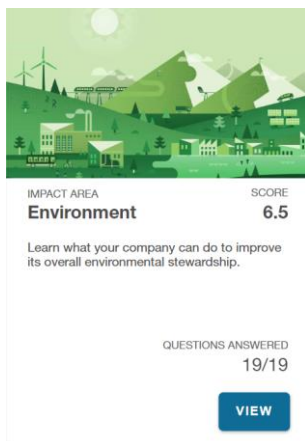 IMPACT AREA SCORE
Environment 6.5
Learn what your company can do to improve
its overall environmental stewardship.
QUESTIONS ANSWERED
19/19
VIEW